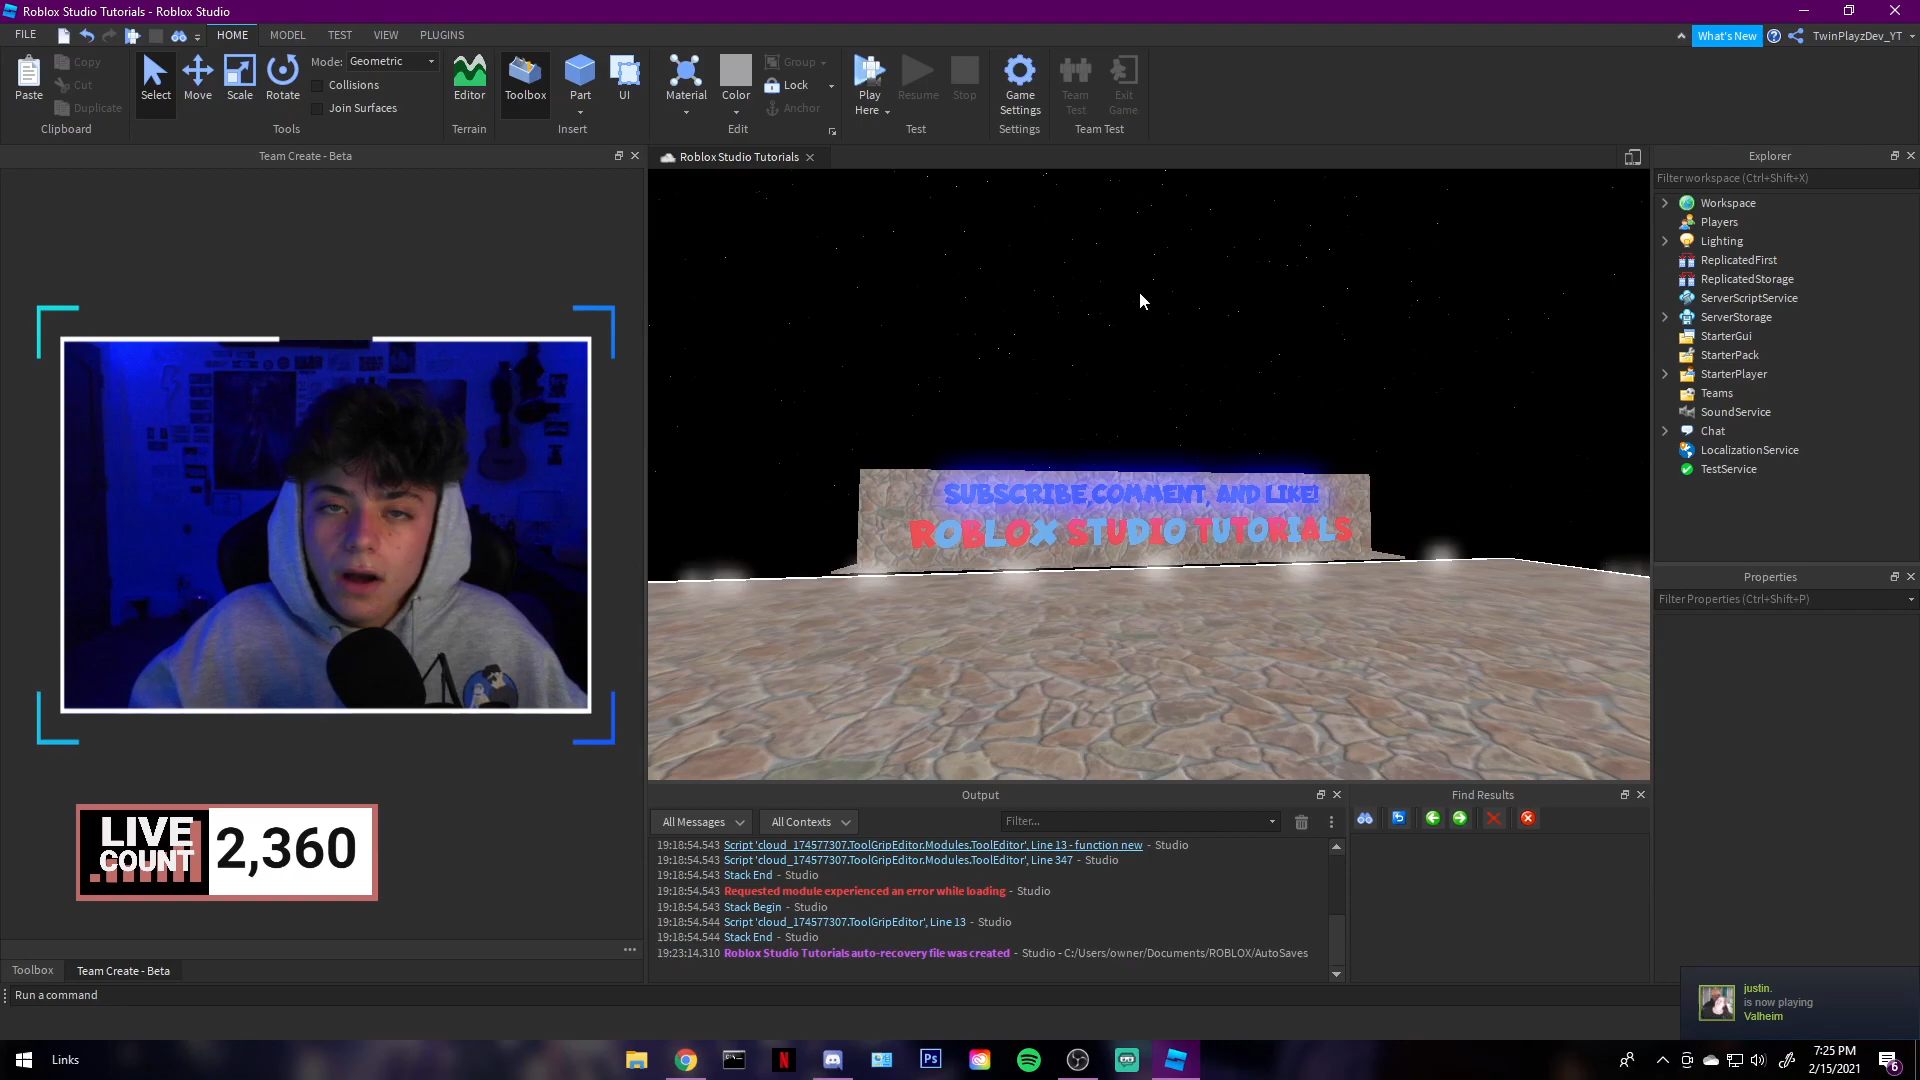 Roblox Studio Tutorials - Roblox Studio
FILE HOME MODEL TEST VIEW PLUGINS
What's New TwinPlayzDev_YT
Paste
Copy
Cut
Duplicate
Clipboard
Select Move Scale Rotate
Mode: Geometric
Collisions
Join Surfaces
Tools
Editor
Terrain
Toolbox Part UI
Insert
Material Color
Group
Lock
Anchor
Edit
Play Here
Resume Stop
Test
Game Settings
Settings
Team Test
Exit Game
Team Test
Team Create - Beta
Roblox Studio Tutorials
SUBSCRIBE,COMMENT, AND LIKE!
ROBLOX STUDIO TUTORIALS
LIVE COUNT 2,360
Toolbox Team Create - Beta
Output
All Messages All Contexts Filter...
19:18:54.543 Script 'cloud_174577307.ToolGripEditor.Modules.ToolEditor', Line 13 - function new - Studio
19:18:54.543 Script 'cloud_174577307.ToolGripEditor.Modules.ToolEditor', Line 347 - Studio
19:18:54.543 Stack End - Studio
19:18:54.543 Requested module experienced an error while loading - Studio
19:18:54.543 Stack Begin - Studio
19:18:54.544 Script 'cloud_174577307.ToolGripEditor', Line 13 - Studio
19:18:54.544 Stack End - Studio
19:23:14.310 Roblox Studio Tutorials auto-recovery file was created - Studio - C:/Users/owner/Documents/ROBLOX/AutoSaves
Find Results
Explorer
Filter workspace (Ctrl+Shift+X)
Workspace
Players
Lighting
ReplicatedFirst
ReplicatedStorage
ServerScriptService
ServerStorage
StarterGui
StarterPack
StarterPlayer
Teams
SoundService
Chat
LocalizationService
TestService
Properties
Filter Properties (Ctrl+Shift+P)
justin.
is now playing
Valheim
Run a command
Links
Ps
7:25 PM
2/15/2021
6